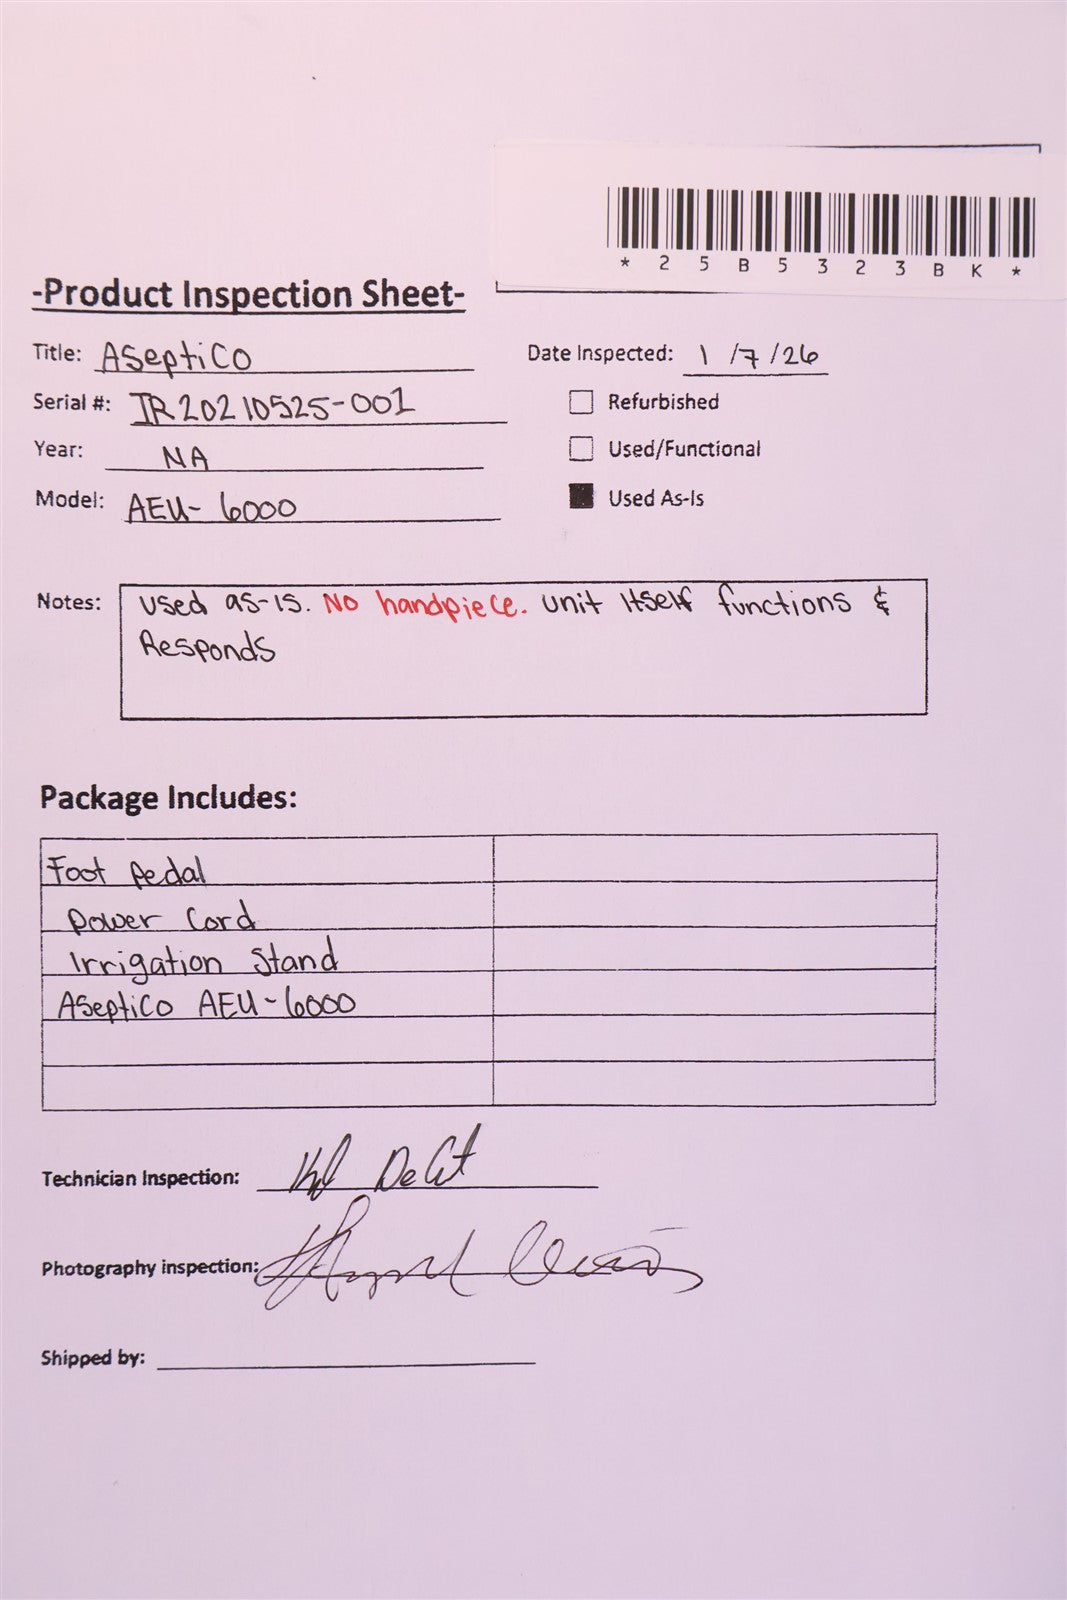 *25B5323BK*
-Product Inspection Sheet-
Title: ASeptiCo
Date Inspected: 1/7/26
Serial #: IR20210525-001
Refurbished
Year: NA
Used/Functional
Model: AEU-6000
Used As-Is
Notes: Used as-is. No handpiece. Unit itself functions &
Responds
Package Includes:
Foot Pedal
Power Cord
Irrigation Stand
ASeptiCo AEU-6000
Technician Inspection:
Photography inspection:
Shipped by: